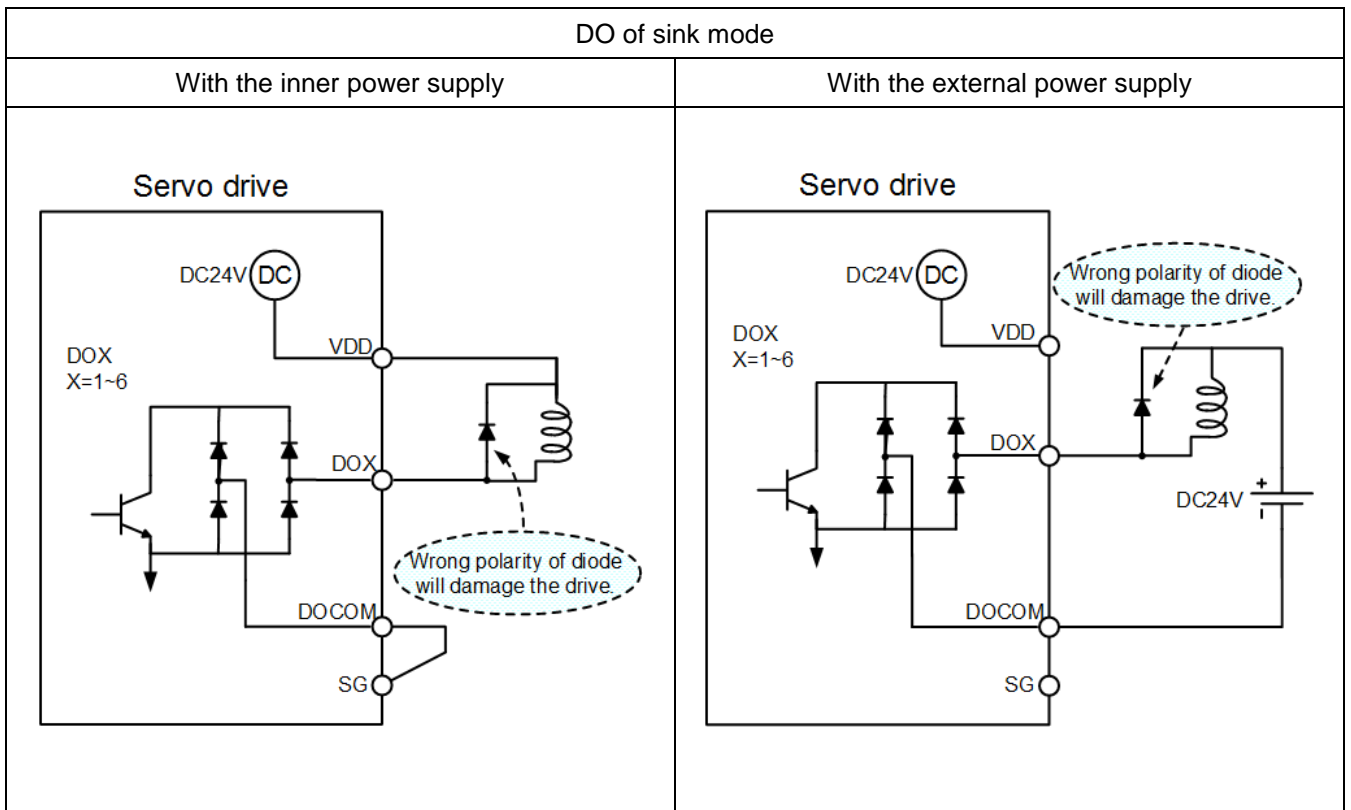 DO of sink mode
With the inner power supply
With the external power supply
Servo drive
DC24V
DC
VDD
DOX
X=1~6
DOX
Wrong polarity of diode
will damage the drive.
DOCOM
SG
Servo drive
DC24V
DC
Wrong polarity of diode
will damage the drive.
VDD
DOX
X=1~6
DOX
DC24V
+
-
DOCOM
SG